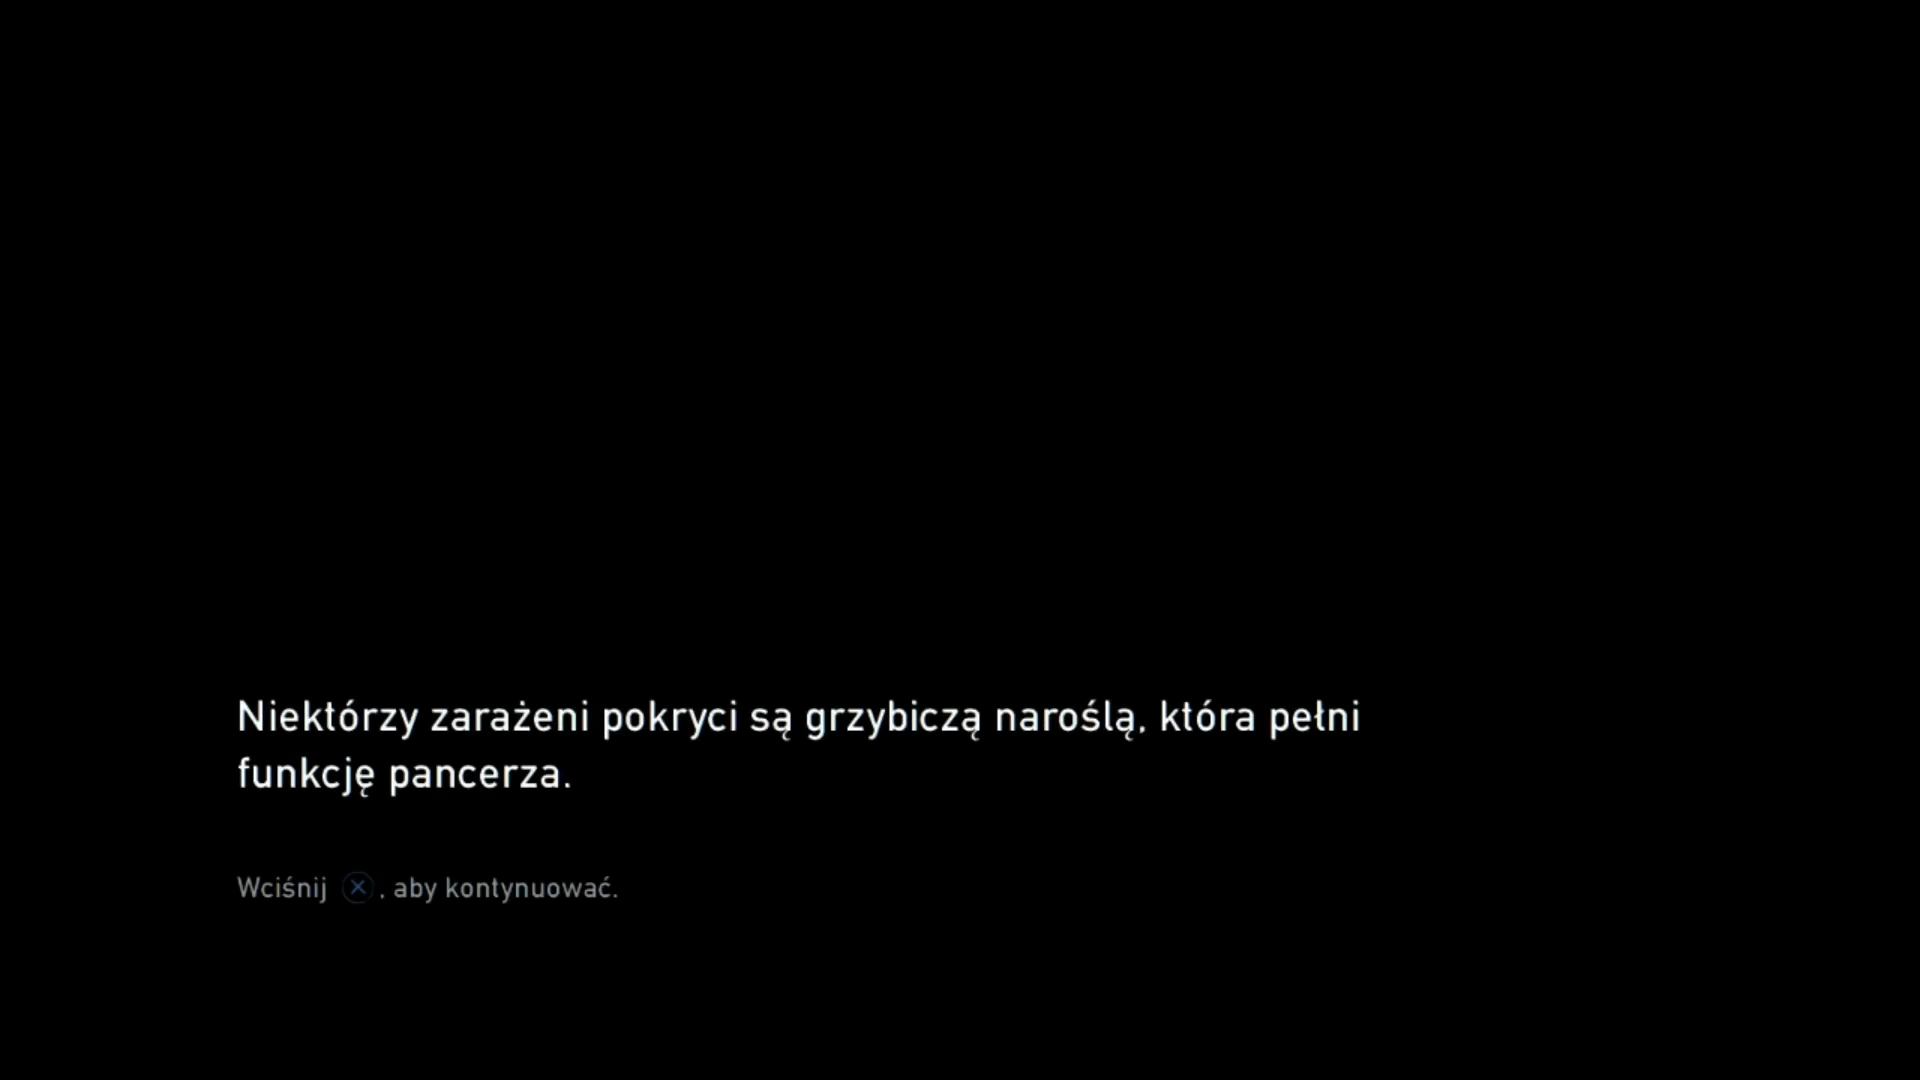 Niektórzy zarażeni pokryci są grzybiczą naroślą, która pełni
funkcję pancerza.
Wciśnij ⓧ, aby kontynuować.